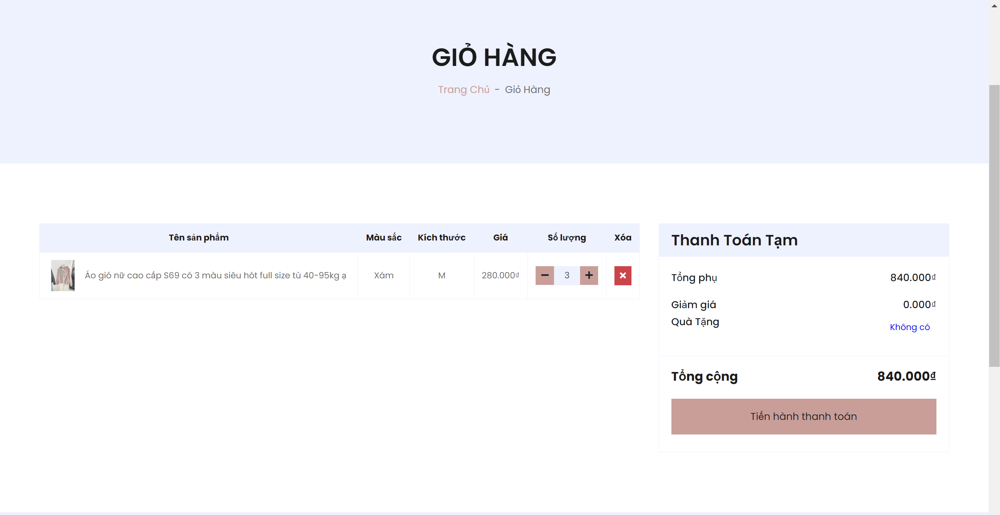 GIỎ HÀNG
Trang Chủ - Giỏ Hàng
Tên sản phẩm Màu sắc Kích thước Giá Số lượng Xóa
Áo gió nữ cao cấp S69 có 3 màu siêu hót full size tù 40-95kg ạ Xám M 280.000₫ 3
Thanh Toán Tạm
Tổng phụ 840.000₫
Giảm giá 0.000₫
Quà Tặng Không có
Tổng cộng 840.000₫
Tiến hành thanh toán